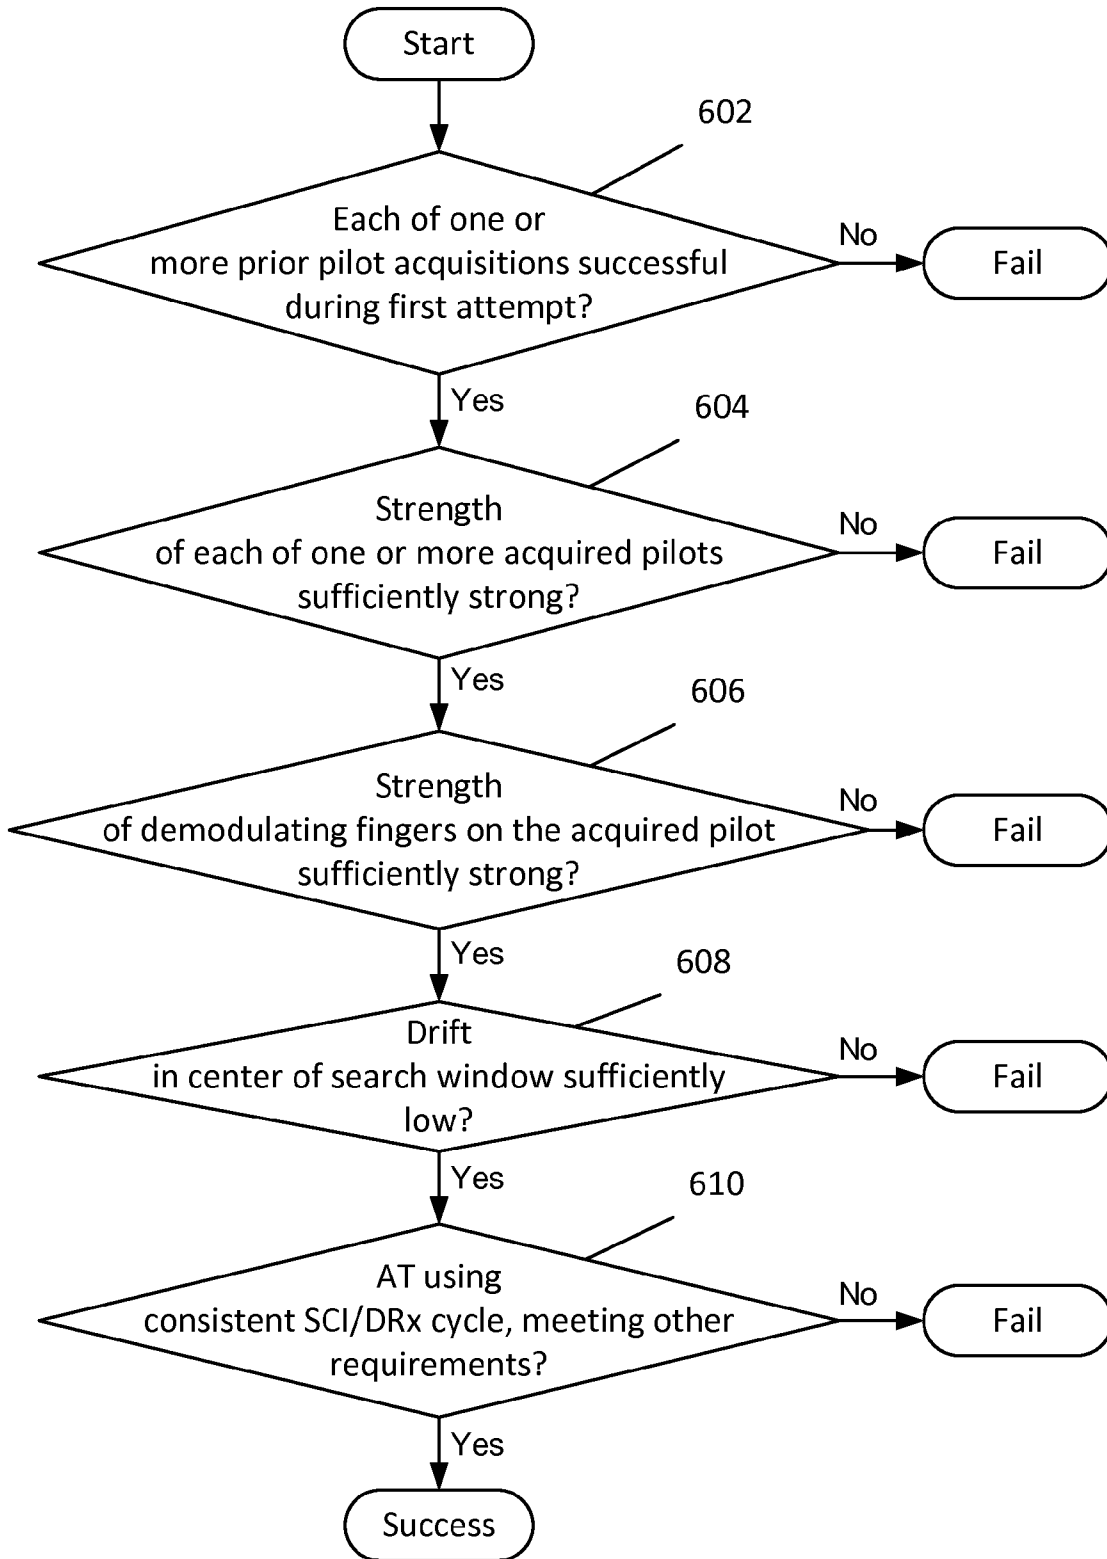 Start
602
Each of one or
more prior pilot acquisitions successful
during first attempt?
No
Fail
Yes
604
Strength
of each of one or more acquired pilots
sufficiently strong?
No
Fail
Yes
606
Strength
of demodulating fingers on the acquired pilot
sufficiently strong?
No
Fail
Yes
608
Drift
in center of search window sufficiently
low?
No
Fail
Yes
610
AT using
consistent SCI/DRx cycle, meeting other
requirements?
No
Fail
Yes
Success